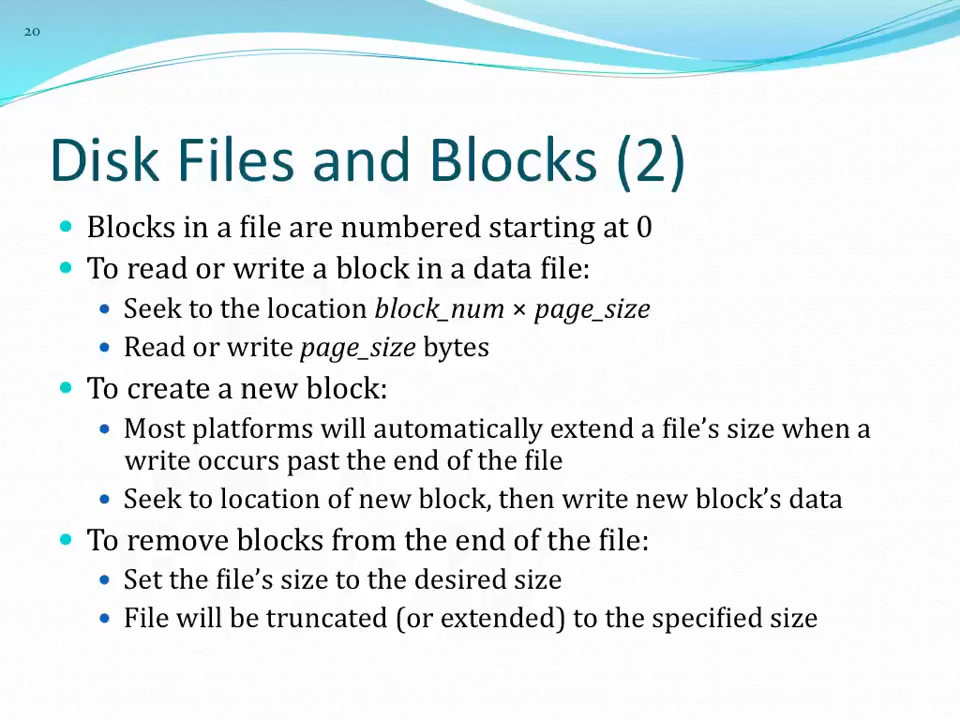 20
Disk Files and Blocks (2)
• Blocks in a file are numbered starting at 0
• To read or write a block in a data file:
• Seek to the location block_num × page_size
• Read or write page_size bytes
• To create a new block:
• Most platforms will automatically extend a file’s size when a
write occurs past the end of the file
• Seek to location of new block, then write new block’s data
• To remove blocks from the end of the file:
• Set the file’s size to the desired size
• File will be truncated (or extended) to the specified size